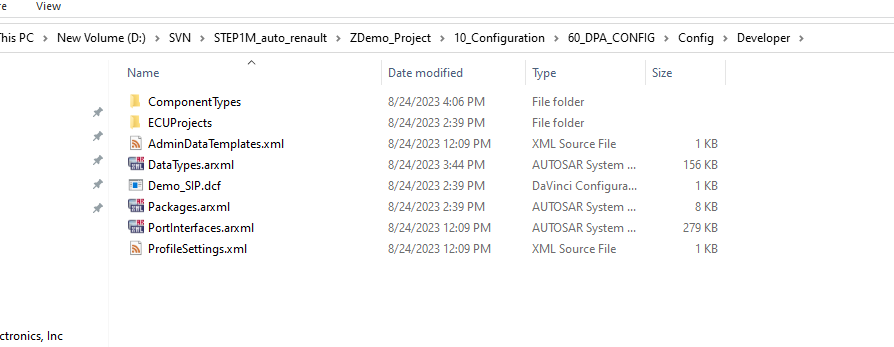 re View
This PC > New Volume (D:) > SVN > STEP1M_auto_renault > ZDemo_Project > 10_Configuration > 60_DPA_CONFIG > Config > Developer >
Name Date modified Type Size
ComponentTypes 8/24/2023 4:06 PM File folder
ECUProjects 8/24/2023 2:39 PM File folder
AdminDataTemplates.xml 8/24/2023 12:09 PM XML Source File 1 KB
DataTypes.arxml 8/24/2023 3:44 PM AUTOSAR System ... 156 KB
Demo_SIP.dcf 8/24/2023 2:39 PM DaVinci Configura... 1 KB
Packages.arxml 8/24/2023 2:39 PM AUTOSAR System ... 8 KB
PortInterfaces.arxml 8/24/2023 12:09 PM AUTOSAR System ... 279 KB
ProfileSettings.xml 8/24/2023 12:09 PM XML Source File 1 KB
ctronics, Inc